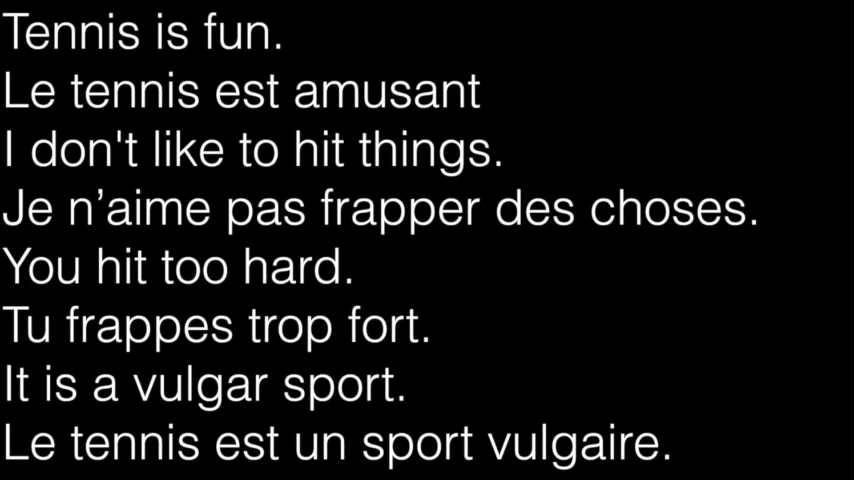 Tennis is fun.
Le tennis est amusant
I don't like to hit things.
Je n’aime pas frapper des choses.
You hit too hard.
Tu frappes trop fort.
It is a vulgar sport.
Le tennis est un sport vulgaire.